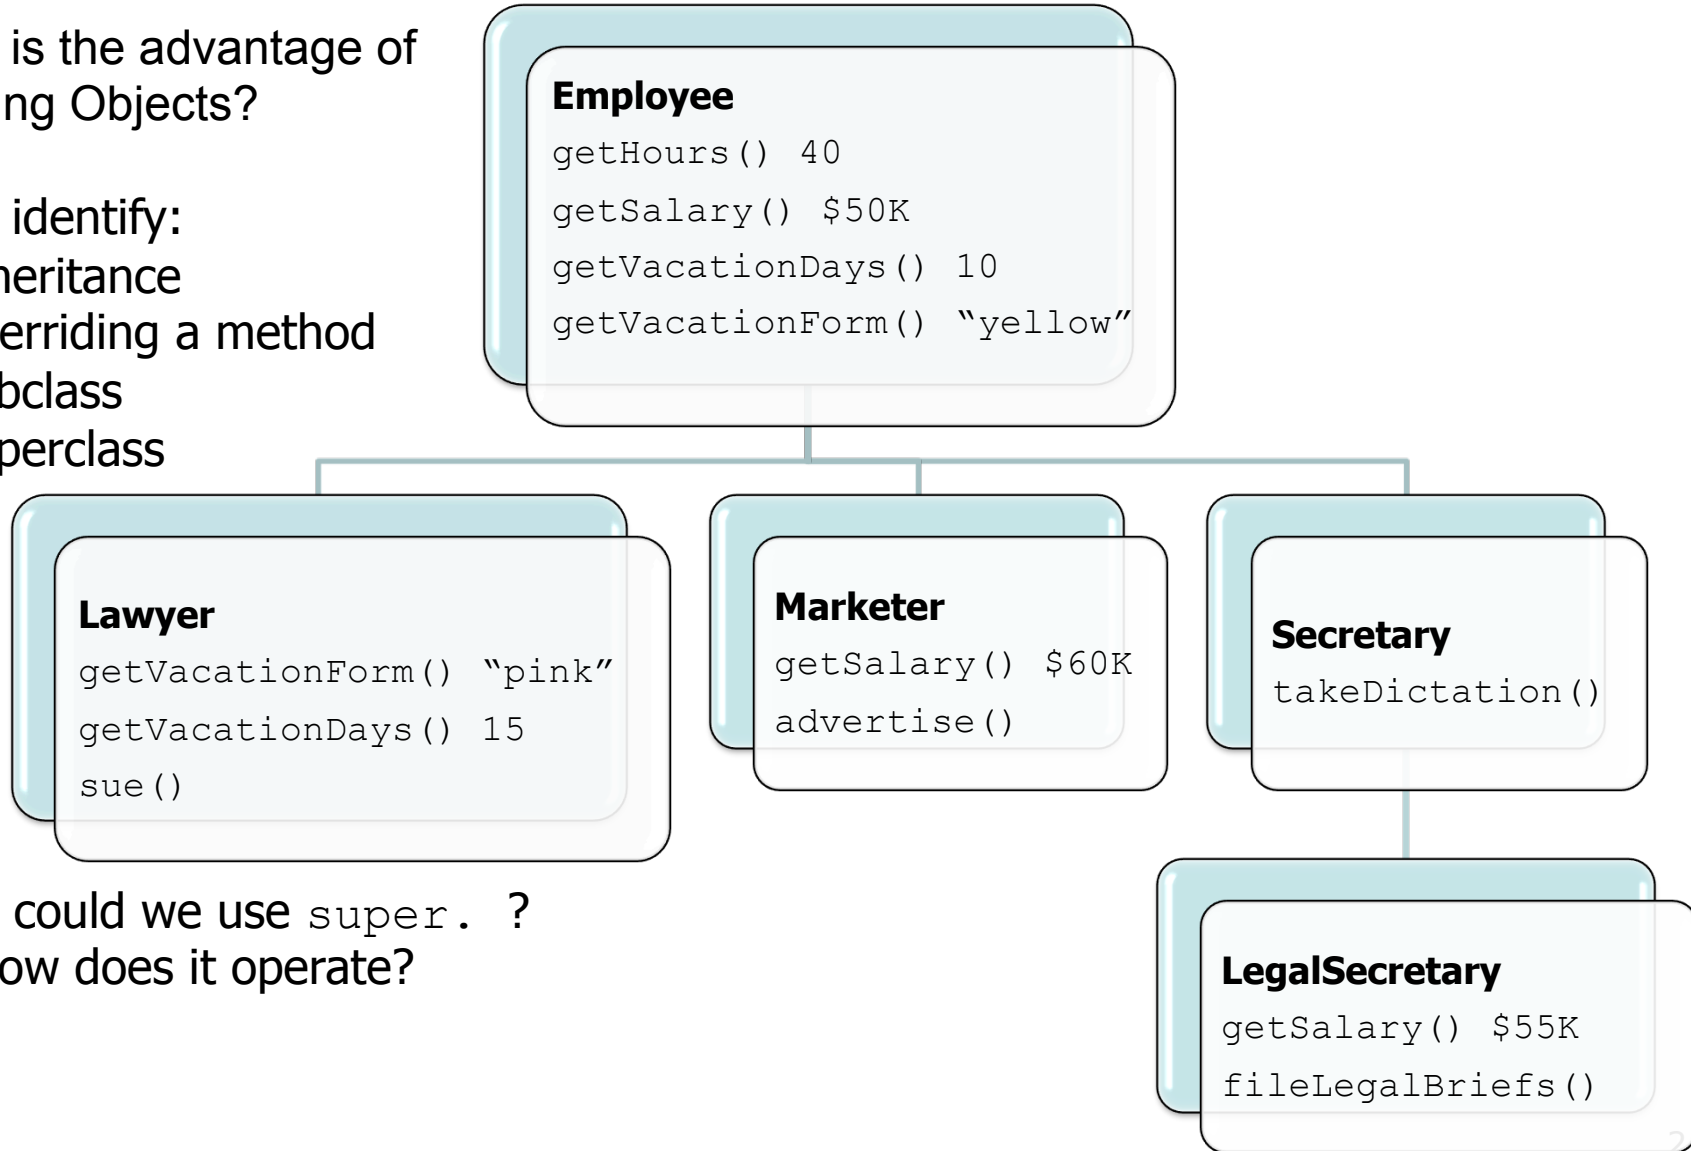 is the advantage of
ng Objects?
identify:
heritance
erriding a method
bclass
perclass
Employee
getHours() 40
getSalary() $50K
getVacationDays() 10
getVacationForm() “yellow”
Lawyer
getVacationForm() “pink”
getVacationDays() 15
sue()
Marketer
getSalary() $60K
advertise()
Secretary
takeDictation()
could we use super. ?
ow does it operate?
LegalSecretary
getSalary() $55K
fileLegalBriefs()
2